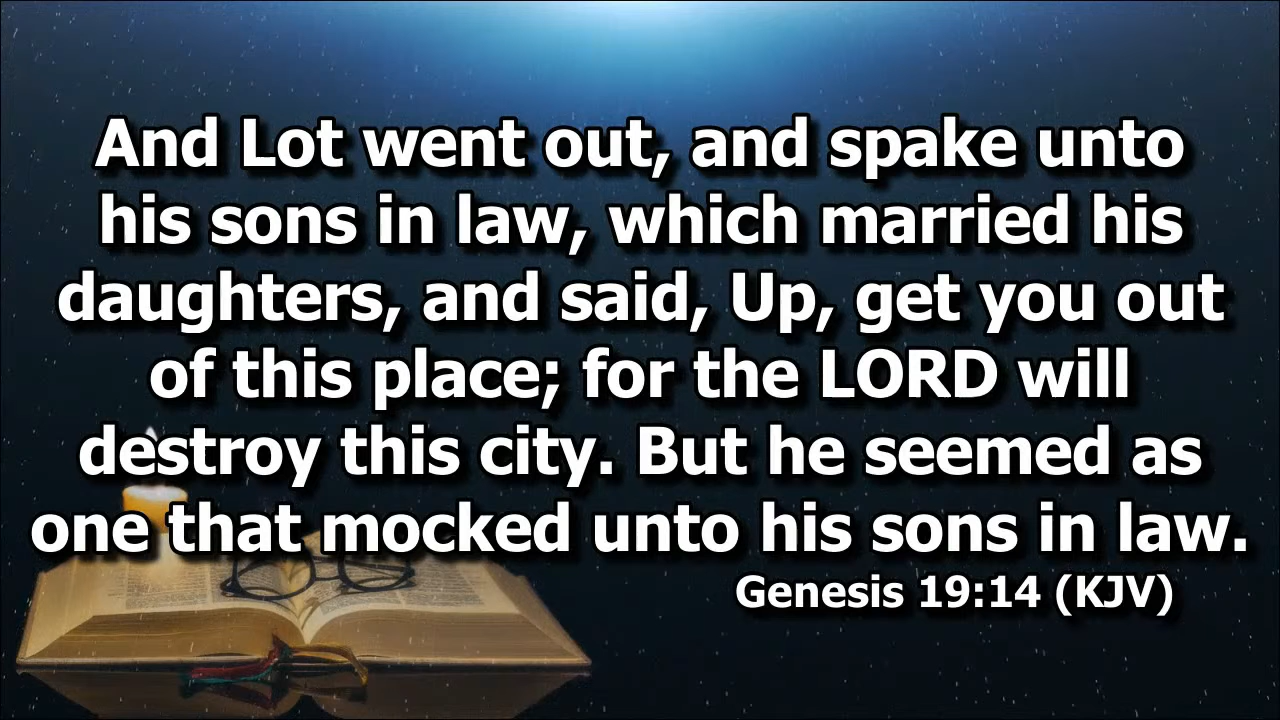 And Lot went out, and spake unto
his sons in law, which married his
daughters, and said, Up, get you out
of this place; for the LORD will
destroy this city. But he seemed as
one that mocked unto his sons in law.
Genesis 19:14 (KJV)